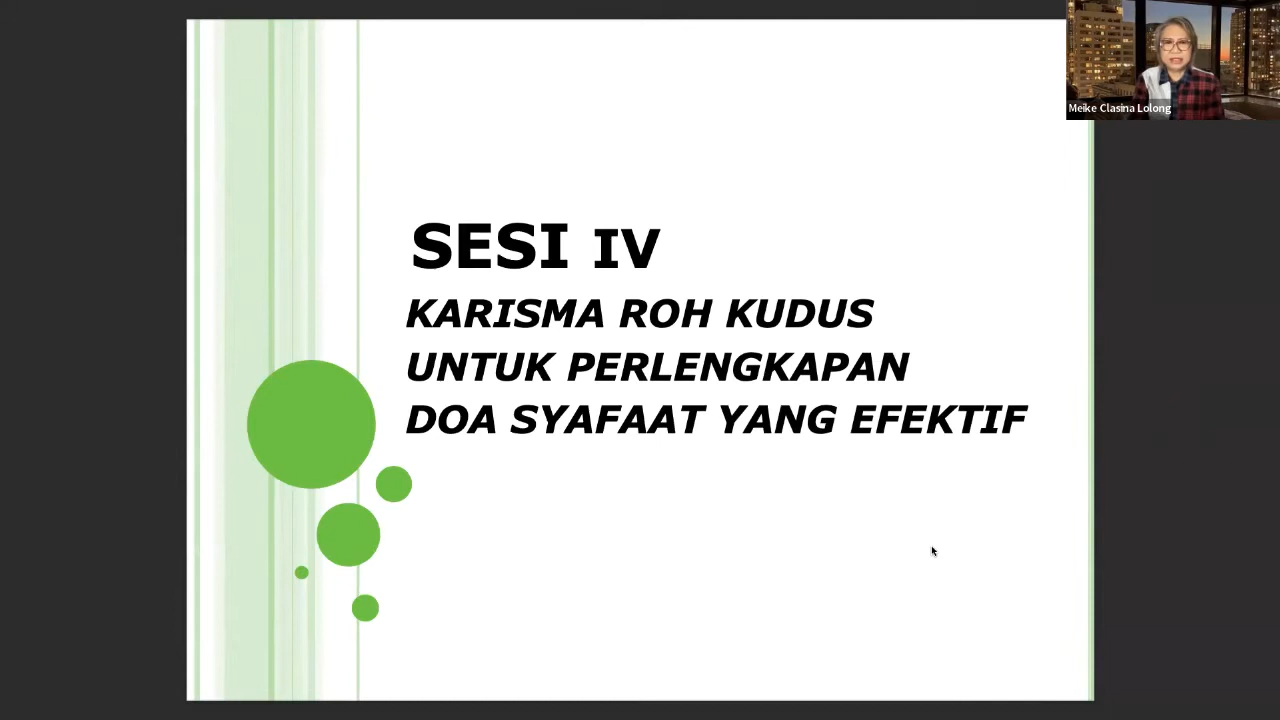 Meike Clasina Lolong
SESI IV
KARISMA ROH KUDUS
UNTUK PERLENGKAPAN
DOA SYAFAAT YANG EFEKTIF